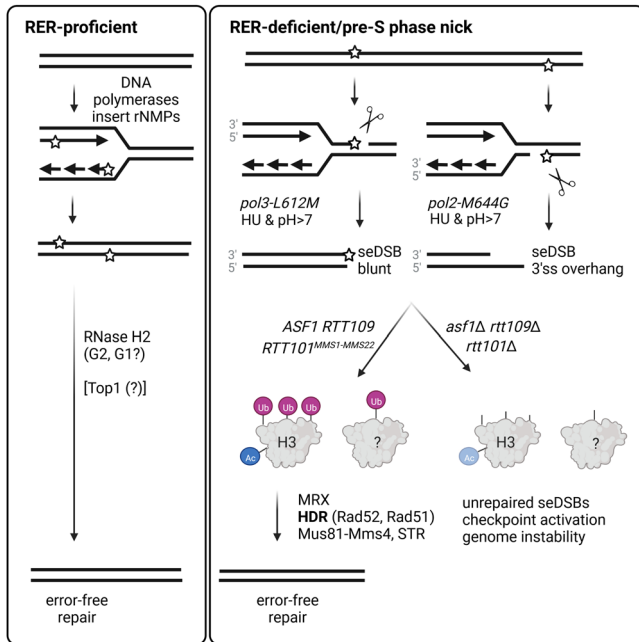 RER-proficient
DNA
polymerases
insert rNMPs
RNase H2
(G2, G1?)
[Top1 (?)]
error-free
repair
RER-deficient/pre-S phase nick
3'
5'
3'
5'
pol3-L612M
HU & pH>7
pol2-M644G
HU & pH>7
3'
5'
seDSB
blunt
3'
5'
seDSB
3'ss overhang
ASF1 RTT109
RTT101MMS1-MMS22
asf1Δ rtt109Δ
rtt101Δ
Ub Ub Ub
Ub
H3
?
H3
?
Ac
Ac
MRX
HDR (Rad52, Rad51)
Mus81-Mms4, STR
unrepaired seDSBs
checkpoint activation
genome instability
error-free
repair